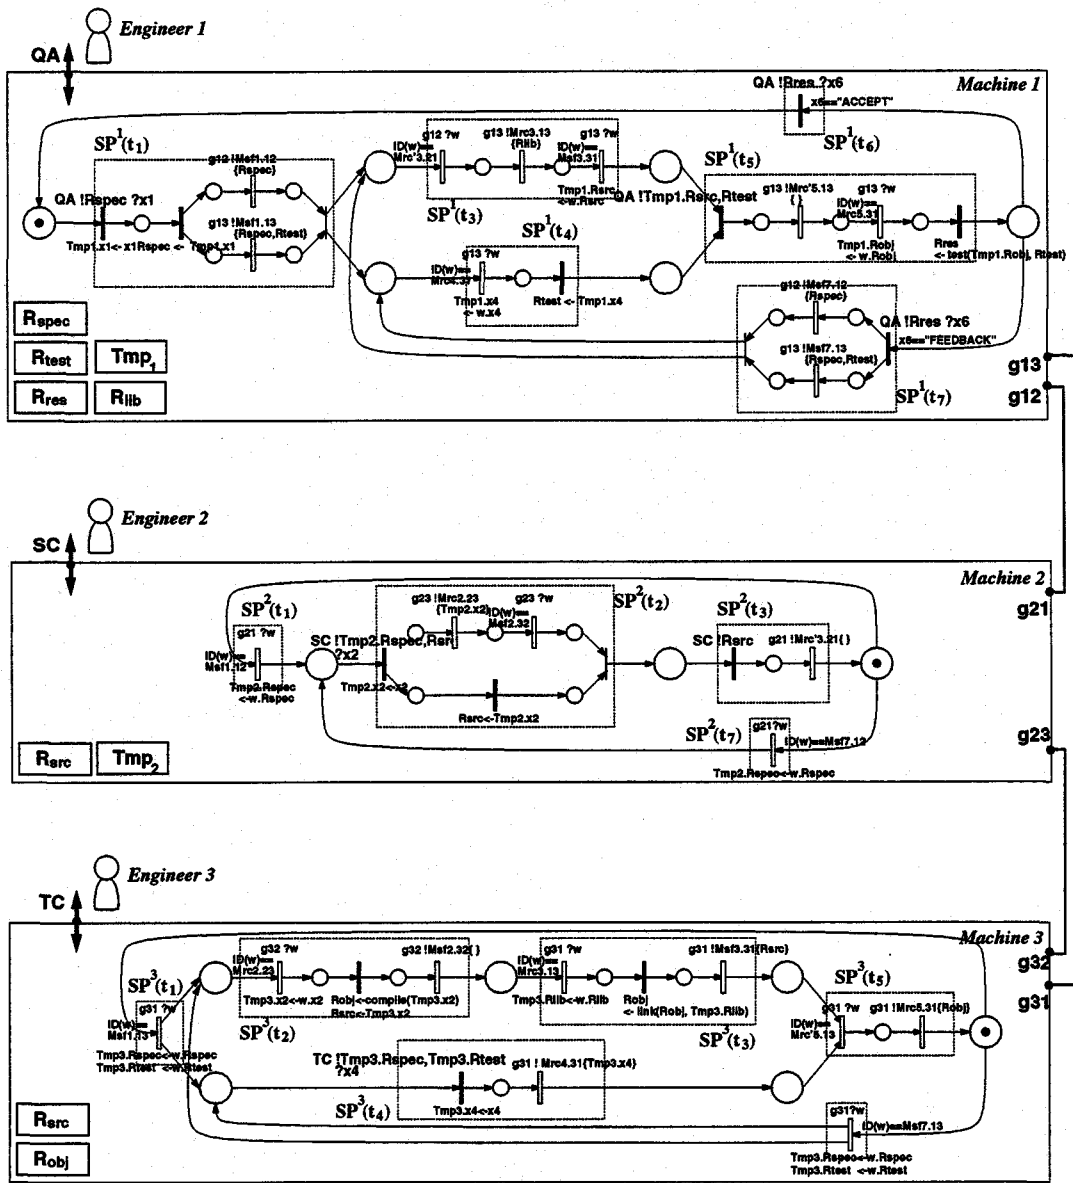 Engineer 1
QA
Machine 1
QA !Rres ?x6
x6=="ACCEPT"
SP1(t6)
SP1(t1)
g12 !Msf1.12
{Rspec}
QA !Rspec ?x1
g13 !Msf1.13
{Rspec,Rtest}
Tmp1.x1<- x1
Rspec <- Tmp1.x1
ID(w)==
Mrc'3.21
g12 ?w
g13 !Mrc3.13
{Rlib}
g13 ?w
ID(w)==
Msf3.31
Tmp1.Rsrc
<-w.Rsrc
SP1(t3)
SP1(t4)
g13 ?w
ID(w)==
Mrc4.31
Tmp1.x4
<- w.x4
Rtest <- Tmp1.x4
SP1(t5)
QA !Tmp1.Rsrc,Rtest
g13 !Mrc'5.13
{ }
g13 ?w
ID(w)==
Mrc5.31
Tmp1.Robj
<- w.Robj
Rres
<- test(Tmp1.Robj, Rtest)
g12 !Msf7.12
{Rspec}
QA !Rres ?x6
x6=="FEEDBACK"
g13 !Msf7.13
{Rspec,Rtest}
SP1(t7)
Rspec
Rtest
Tmp1
Rres
Rlib
g13
g12
Engineer 2
SC
Machine 2
g21
SP2(t1)
g21 ?w
ID(w)==
Msf1.12
Tmp2.Rspec
<-w.Rspec
SC !Tmp2.Rspec,Rsrc
?x2
Tmp2.x2<-x2
g23 !Mrc2.23
{Tmp2.x2}
g23 ?w
ID(w)==
Msf2.32
Rsrc<-Tmp2.x2
SP2(t2)
SP2(t3)
SC !Rsrc
g21 !Mrc'3.21{ }
SP2(t7)
g21?w
ID(w)==Msf7.12
Tmp2.Rspec<-w.Rspec
g23
Rsrc
Tmp2
Engineer 3
TC
Machine 3
g32
g31
SP3(t1)
g31 ?w
ID(w)==
Msf1.13
Tmp3.Rspec<-w.Rspec
Tmp3.Rtest <-w.Rtest
g32 ?w
ID(w)==
Mrc2.23
Tmp3.x2<-w.x2
Robj<-compile(Tmp3.x2)
Rsrc<-Tmp3.x2
g32 !Msf2.32{ }
SP3(t2)
g31 ?w
ID(w)==
Mrc3.13
Tmp3.Rlib<-w.Rlib
Robj
<- link(Robj, Tmp3.Rlib)
g31 !Msf3.31{Rsrc}
SP3(t3)
SP3(t5)
g31 ?w
ID(w)==
Mrc'5.13
g31 !Mrc5.31{Robj}
TC !Tmp3.Rspec,Tmp3.Rtest
?x4
Tmp3.x4<-x4
g31 ! Mrc4.31{Tmp3.x4}
SP3(t4)
g31?w
ID(w)==Msf7.13
Tmp3.Rspec<-w.Rspec
Tmp3.Rtest <-w.Rtest
Rsrc
Robj